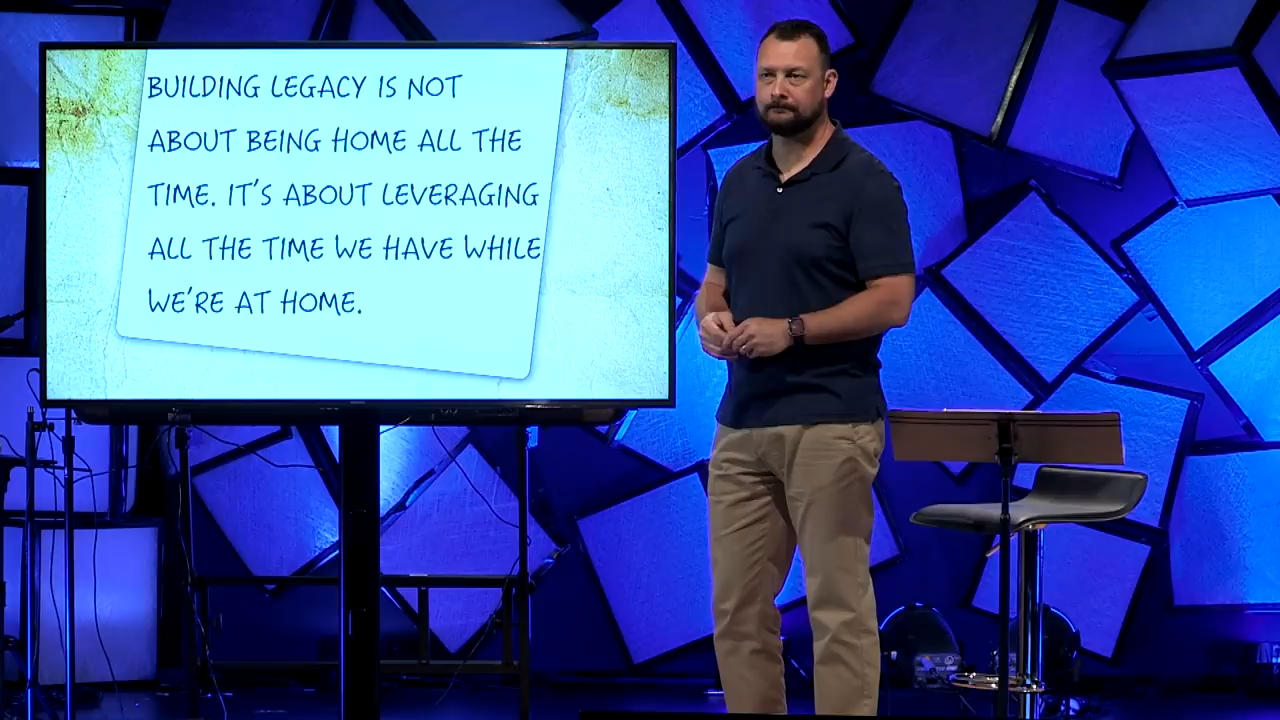 BUILDING LEGACY IS NOT
ABOUT BEING HOME ALL THE
TIME. IT'S ABOUT LEVERAGING
ALL THE TIME WE HAVE WHILE
WE'RE AT HOME.